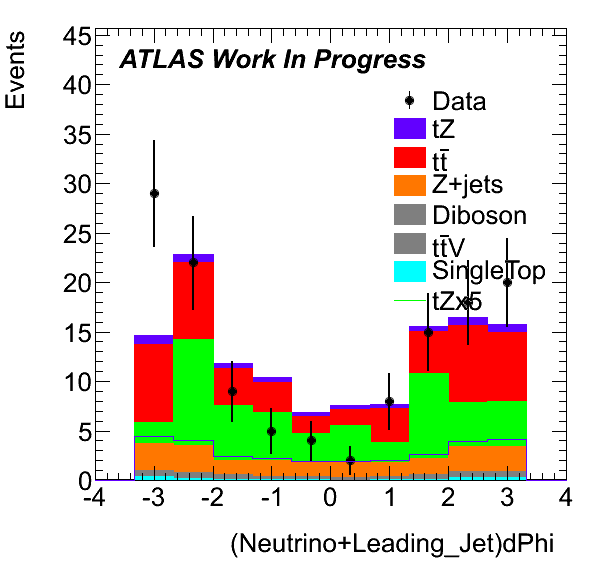 Events
45
40
35
30
25
20
15
10
5
0
ATLAS Work In Progress
Data
tZ
tt̄
Z+jets
Diboson
tt̄V
SingleTop
tZx5
-4 -3 -2 -1 0 1 2 3 4
(Neutrino+Leading_Jet)dPhi